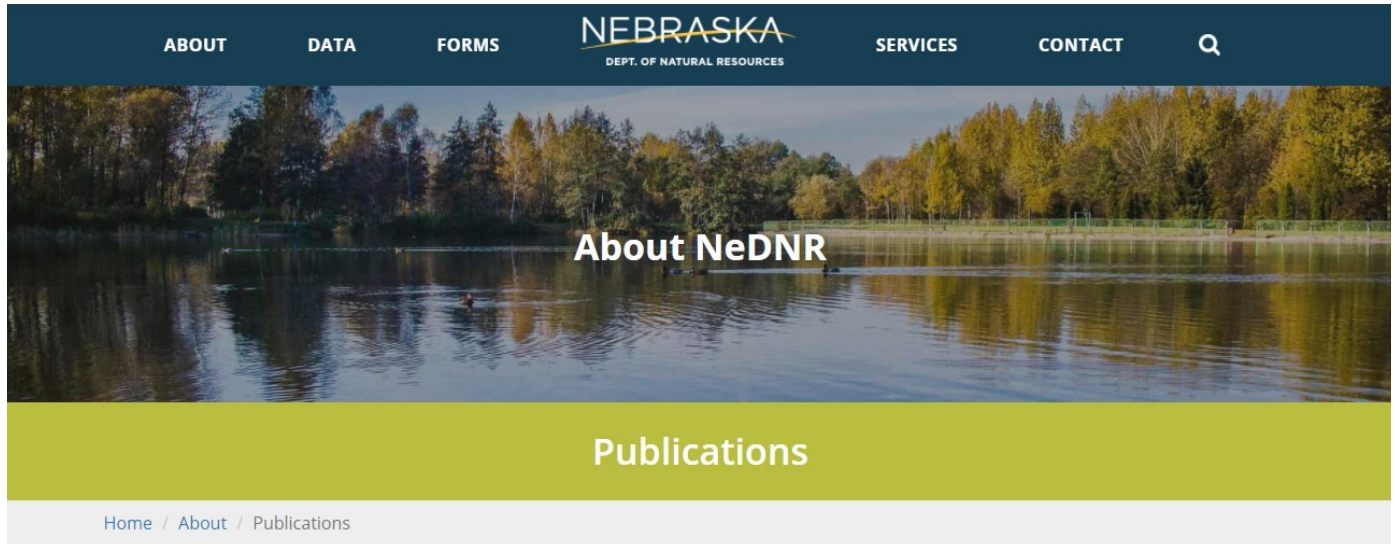 ABOUT DATA FORMS NEBRASKA SERVICES CONTACT
DEPT. OF NATURAL RESOURCES
About NeDNR
Publications
Home / About / Publications